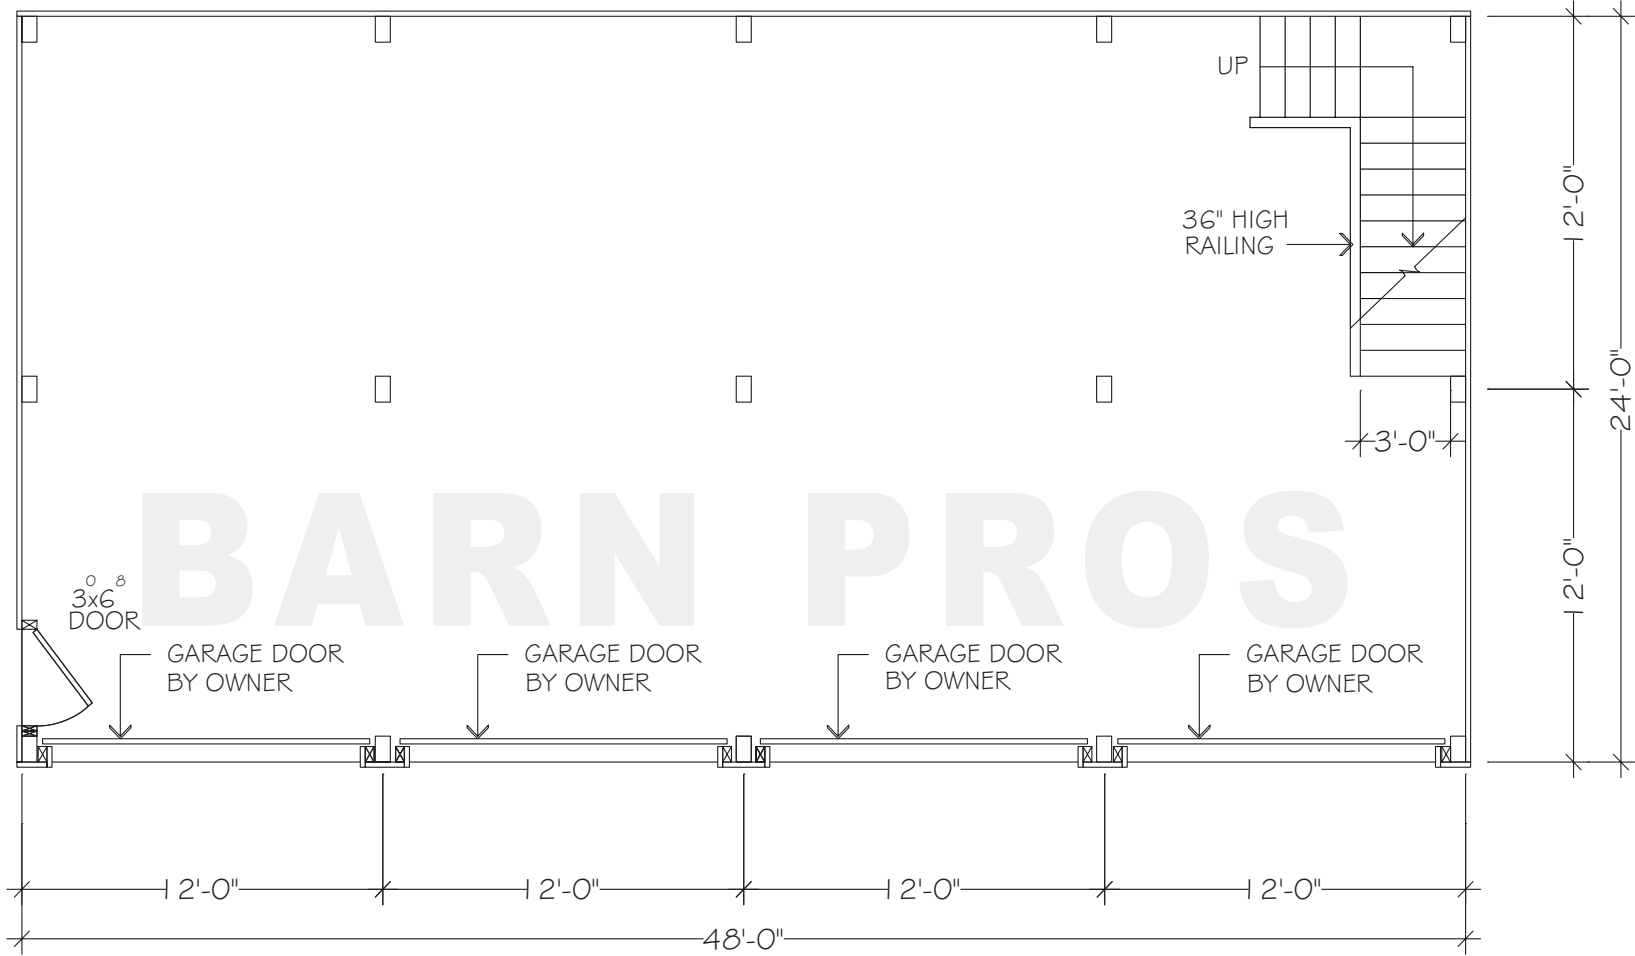 UP
36" HIGH
RAILING
12'-0"
24'-0"
3'-0"
BARN PROS
12'-0"
3⁰x6⁸
DOOR
GARAGE DOOR
BY OWNER
GARAGE DOOR
BY OWNER
GARAGE DOOR
BY OWNER
GARAGE DOOR
BY OWNER
12'-0"
12'-0"
12'-0"
12'-0"
48'-0"